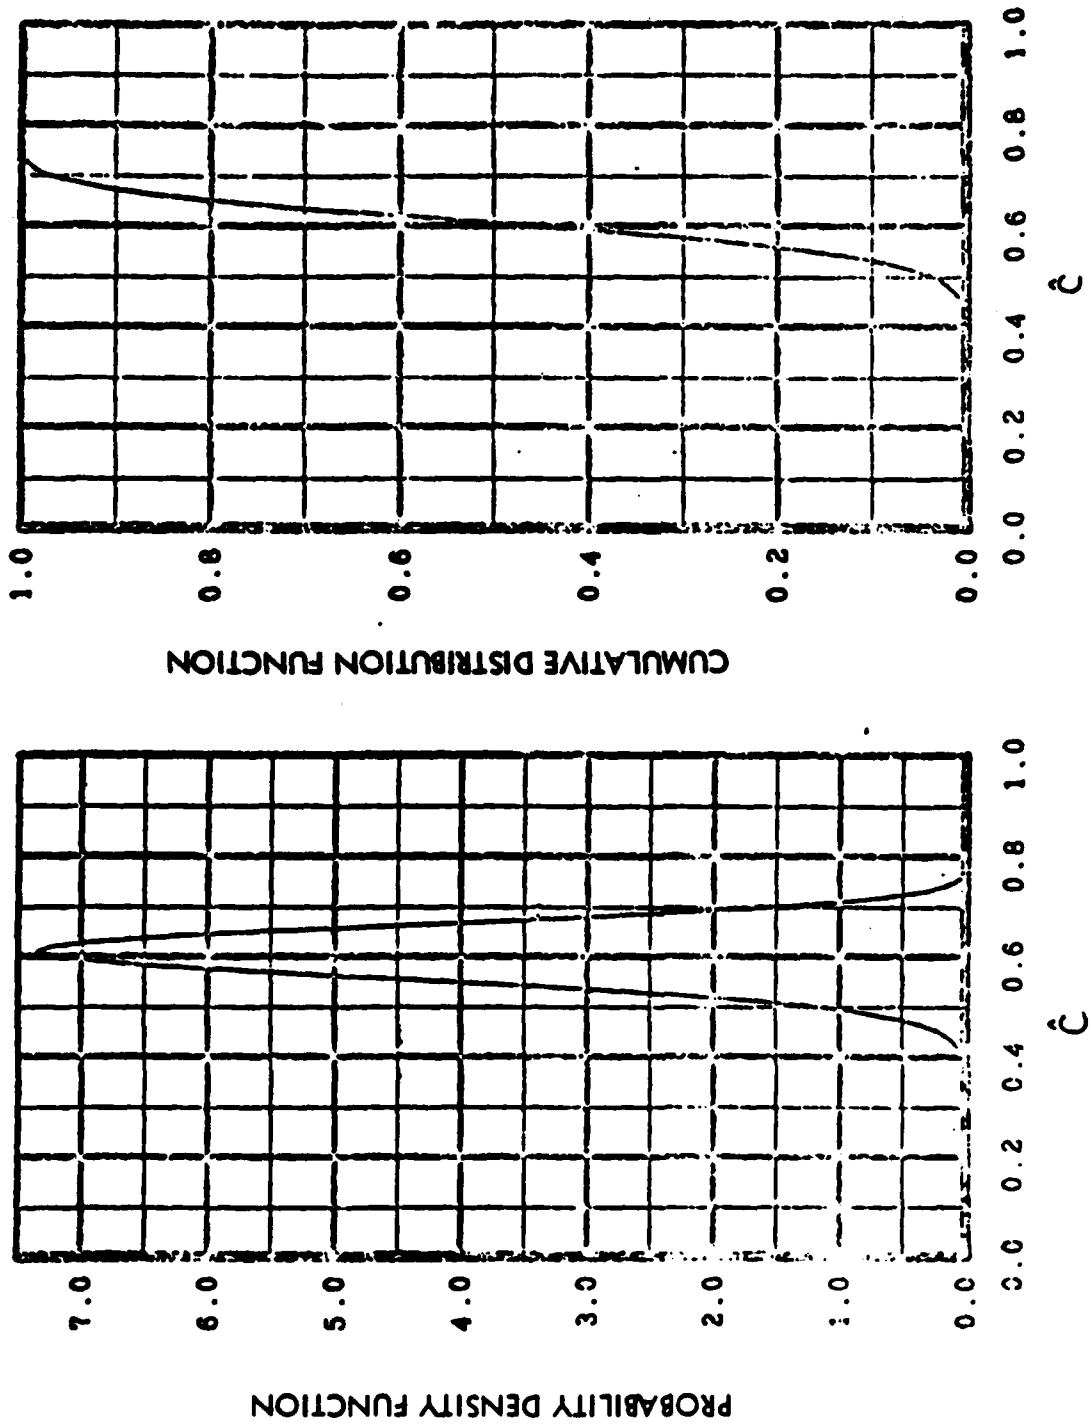 PROBABILITY DENSITY FUNCTION
7.0
6.0
5.0
4.0
3.0
2.0
1.0
0.0
0.0 0.2 0.4 0.6 0.8 1.0
Ĉ
CUMULATIVE DISTRIBUTION FUNCTION
1.0
0.8
0.6
0.4
0.2
0.0
0.0 0.2 0.4 0.6 0.8 1.0
Ĉ